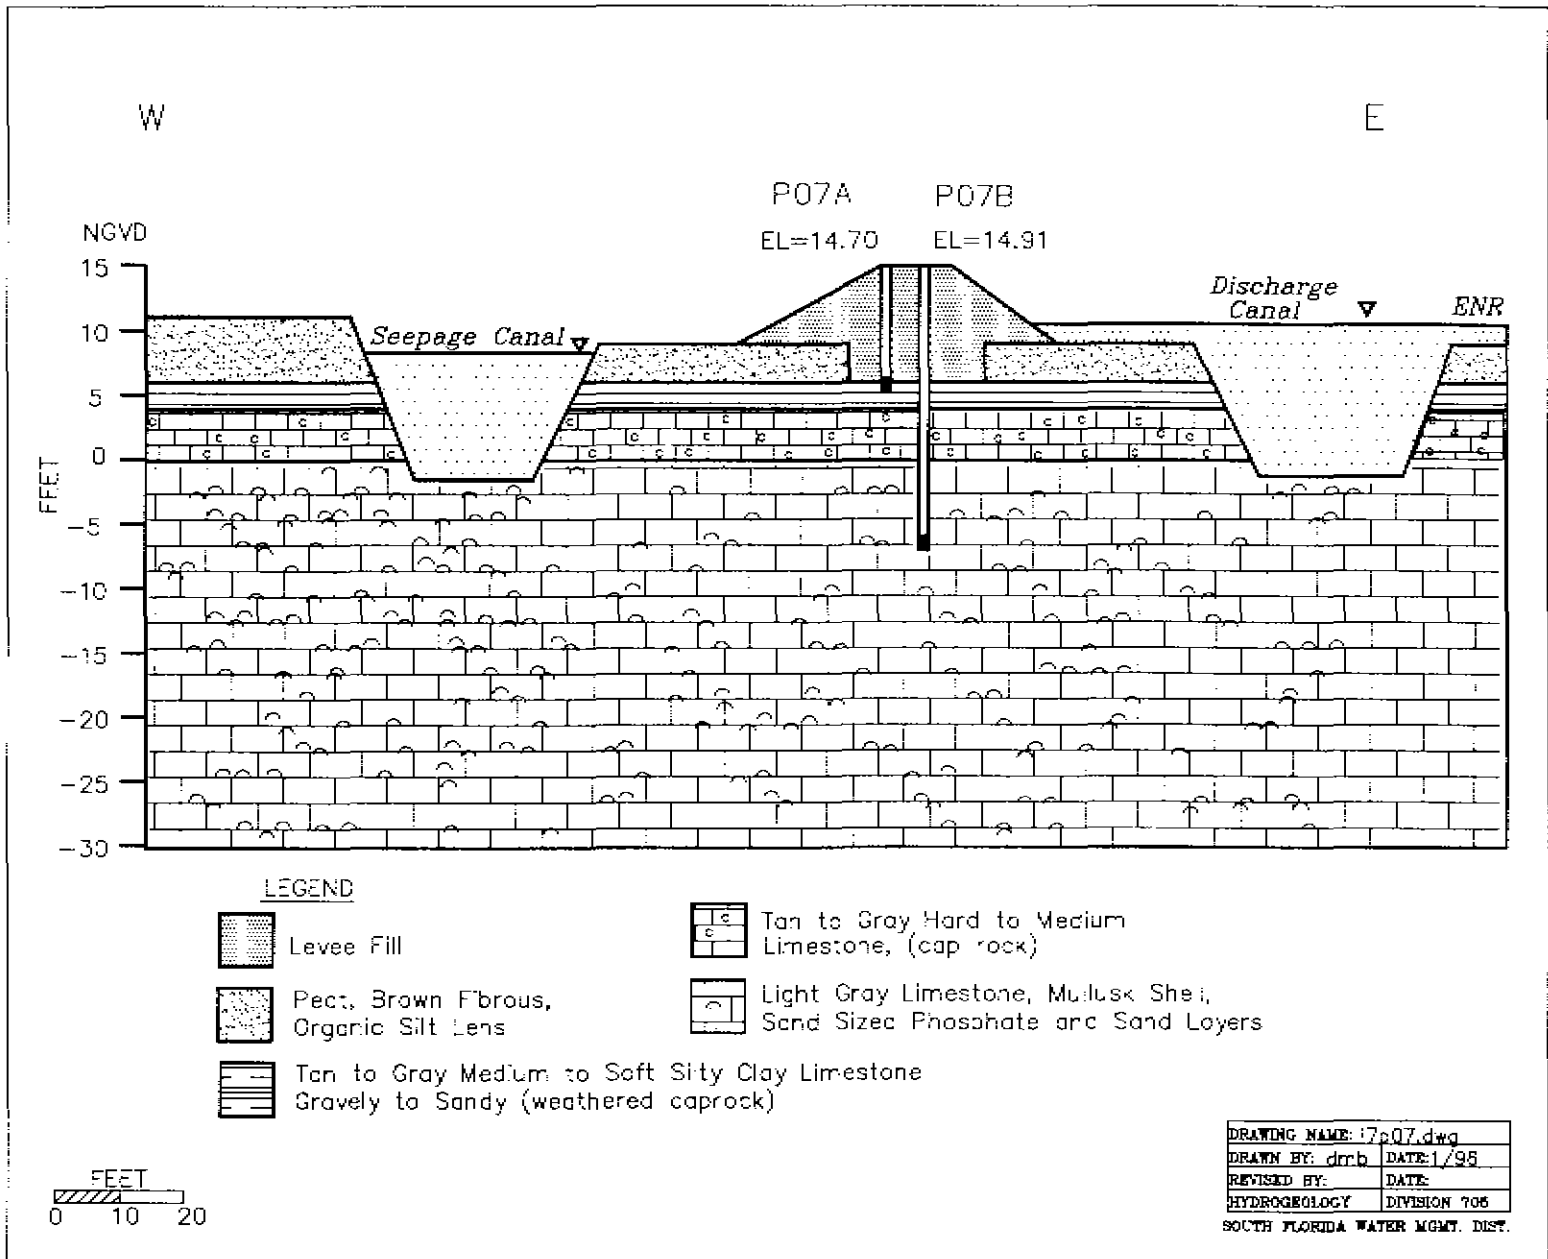 W
E
P07A
P07B
EL=14.70
EL=14.91
NGVD
15
10
5
0
-5
-10
-15
-20
-25
-30
FEET
Seepage Canal
Discharge
Canal
ENR
LEGEND
Levee Fill
Peat, Brown Fibrous,
Organic Silt Lens
Tan to Gray Medium to Soft Silty Clay Limestone
Gravely to Sandy (weathered caprock)
Tan to Gray Hard to Medium
Limestone, (cap rock)
Light Gray Limestone, Mullusk Shell,
Sand Sized Phosphate and Sand Layers
FEET
0 10 20
DRAWING NAME: i7p07.dwg
DRAWN BY: dmb DATE: 1/95
REVISED BY: DATE:
HYDROGEOLOGY DIVISION 706
SOUTH FLORIDA WATER MGMT. DIST.